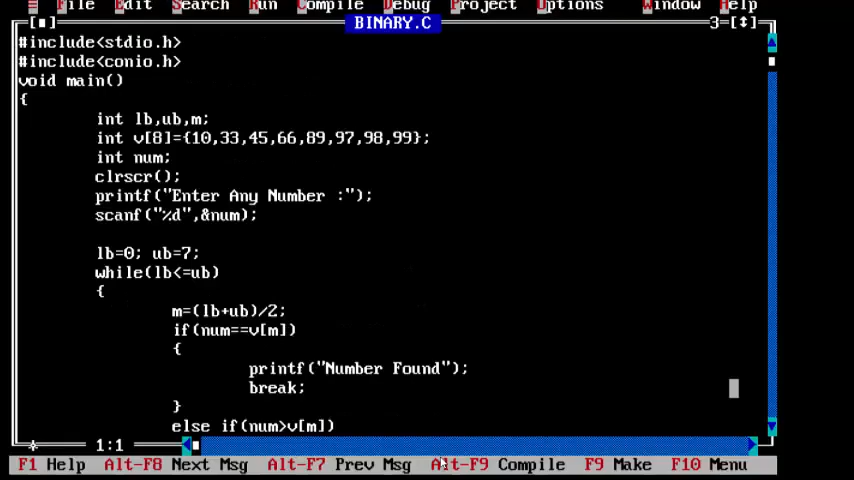 ≡ File Edit Search Run Compile Debug Project Options Window Help
[■] BINARY.C 3=[↕]
#include<stdio.h>
#include<conio.h>
void main()
{
int lb,ub,m;
int v[8]={10,33,45,66,89,97,98,99};
int num;
clrscr();
printf("Enter Any Number :");
scanf("%d",&num);
lb=0; ub=7;
while(lb<=ub)
{
m=(lb+ub)/2;
if(num==v[m])
{
printf("Number Found");
break;
}
else if(num>v[m])
1:1
F1 Help Alt-F8 Next Msg Alt-F7 Prev Msg Alt-F9 Compile F9 Make F10 Menu